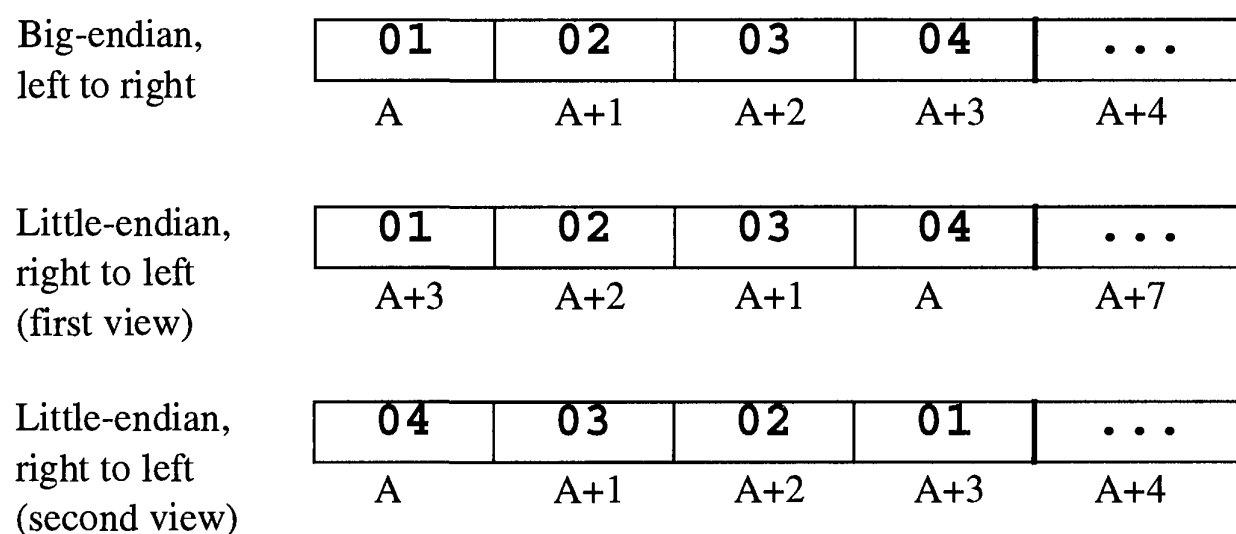 Big-endian,
left to right
01 02 03 04 ...
A A+1 A+2 A+3 A+4
Little-endian,
right to left
(first view)
01 02 03 04 ...
A+3 A+2 A+1 A A+7
Little-endian,
right to left
(second view)
04 03 02 01 ...
A A+1 A+2 A+3 A+4